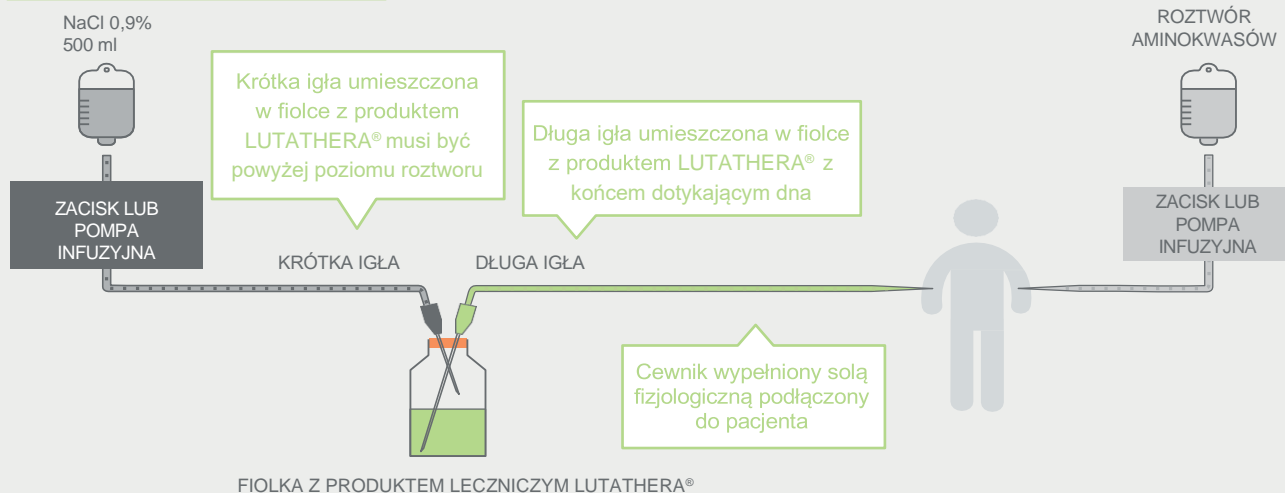 NaCl 0,9%
500 ml
ROZTWÓR
AMINOKWASÓW
Krótka igła umieszczona
w fiolce z produktem
LUTATHERA® musi być
powyżej poziomu roztworu
Długa igła umieszczona w fiolce
z produktem LUTATHERA® z
końcem dotykającym dna
ZACISK LUB
POMPA
INFUZYJNA
ZACISK LUB
POMPA
INFUZYJNA
KRÓTKA IGŁA
DŁUGA IGŁA
Cewnik wypełniony solą
fizjologiczną podłączony
do pacjenta
FIOLKA Z PRODUKTEM LECZNICZYM LUTATHERA®